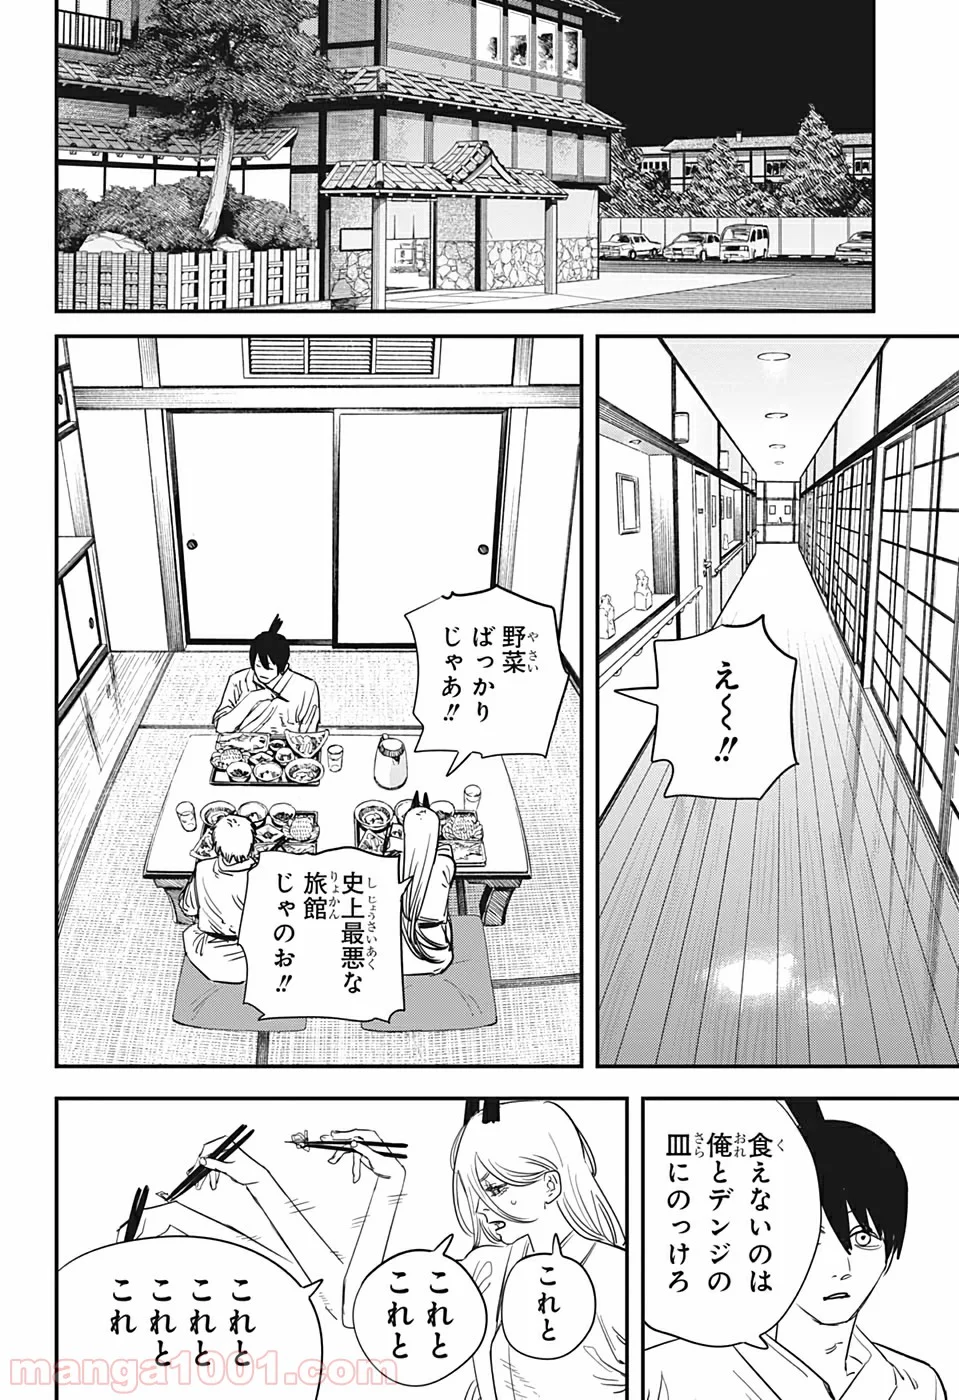 え〜〜!!
野菜
ばっかり
じゃあ!!
史上最悪な
旅館
じゃのお!!
食えないのは
俺とデンジの
皿にのっけろ
これと
これと
これと
これと
これと
これと
これ
manga1001.com